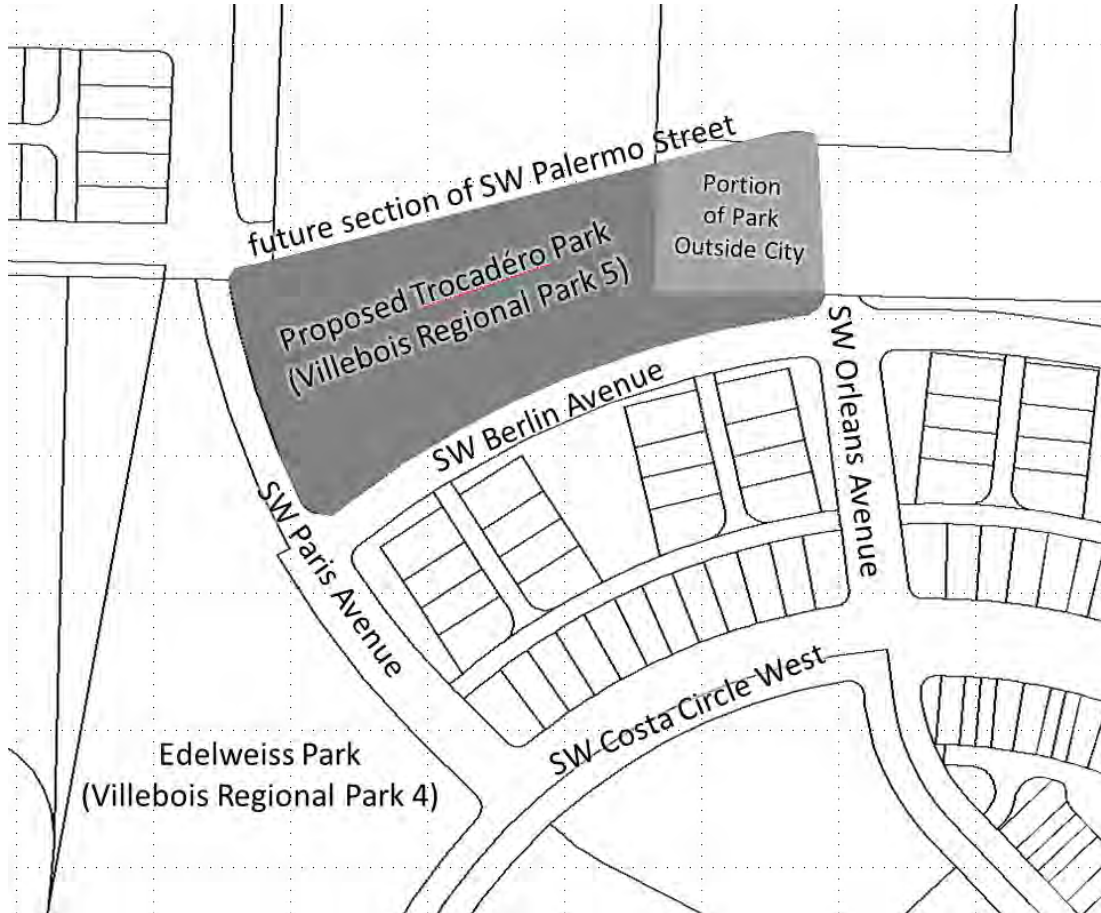 future section of SW Palermo Street
Portion
of Park
Outside City
Proposed Trocadéro Park
(Villebois Regional Park 5)
SW Berlin Avenue
SW Orleans Avenue
SW Paris Avenue
SW Costa Circle West
Edelweiss Park
(Villebois Regional Park 4)